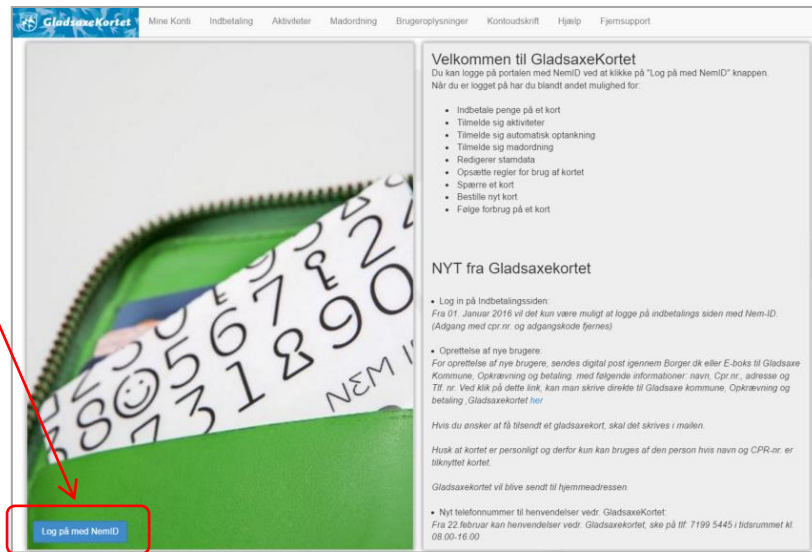 GladsaxeKortet
Mine Konti
Indbetaling
Aktiviteter
Madordning
Brugeroplysninger
Kontoudskrift
Hjælp
Fjernsupport
Velkommen til GladsaxeKortet
Du kan logge på portalen med NemID ved at klikke på "Log på med NemID" knappen.
Når du er logget på har du blandt andet mulighed for:
• Indbetale penge på et kort
• Tilmelde sig aktiviteter
• Tilmelde sig automatisk optankning
• Tilmelde sig madordning
• Redigerer stamdata
• Opsætte regler for brug af kortet
• Spærre et kort
• Bestille nyt kort
• Følge forbrug på et kort
NYT fra Gladsaxekortet
• Log in på Indbetalingssiden:
Fra 01. Januar 2016 vil det kun være muligt at logge på indbetalings siden med Nem-ID.
(Adgang med cpr.nr. og adgangskode fjernes)
• Oprettelse af nye brugere:
For oprettelse af nye brugere, sendes digital post igennem Borger.dk eller E-boks til Gladsaxe
Kommune, Opkrævning og betaling. med følgende informationer: navn, Cpr.nr., adresse og
Tlf. nr. Ved klik på dette link, kan man skrive direkte til Gladsaxe kommune, Opkrævning og
betaling ,Gladsaxekortet her
Hvis du ønsker at få tilsendt et gladsaxekort, skal det skrives i mailen.
Husk at kortet er personligt og derfor kun kan bruges af den person hvis navn og CPR-nr. er
tilknyttet kortet.
Gladsaxekortet vil blive sendt til hjemmeadressen.
• Nyt telefonnummer til henvendelser vedr. GladsaxeKortet:
Fra 22.februar kan henvendelser vedr. Gladsaxekortet, ske på tlf: 7199 5445 i tidsrummet kl.
08.00-16.00
NEM
Log på med NemID